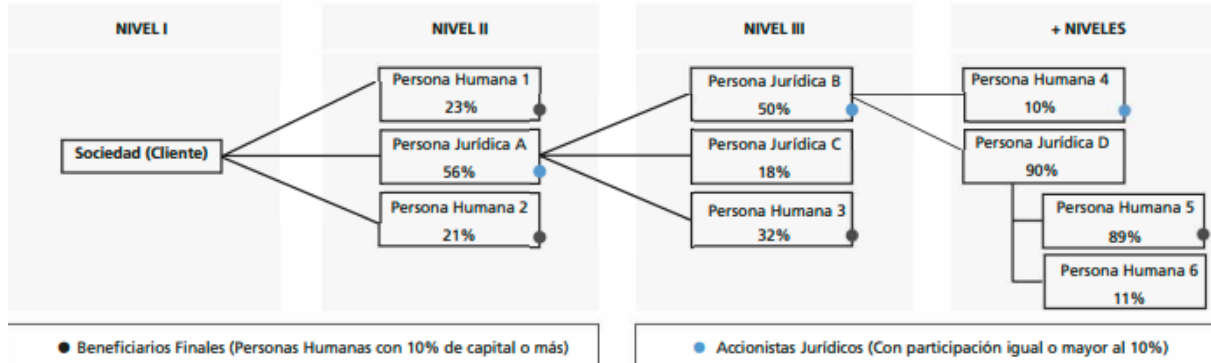 NIVEL I
NIVEL II
NIVEL III
+ NIVELES
Sociedad (Cliente)
Persona Humana 1
23%
Persona Jurídica A
56%
Persona Humana 2
21%
Persona Jurídica B
50%
Persona Jurídica C
18%
Persona Humana 3
32%
Persona Humana 4
10%
Persona Jurídica D
90%
Persona Humana 5
89%
Persona Humana 6
11%
Beneficiarios Finales (Personas Humanas con 10% de capital o más)
Accionistas Jurídicos (Con participación igual o mayor al 10%)